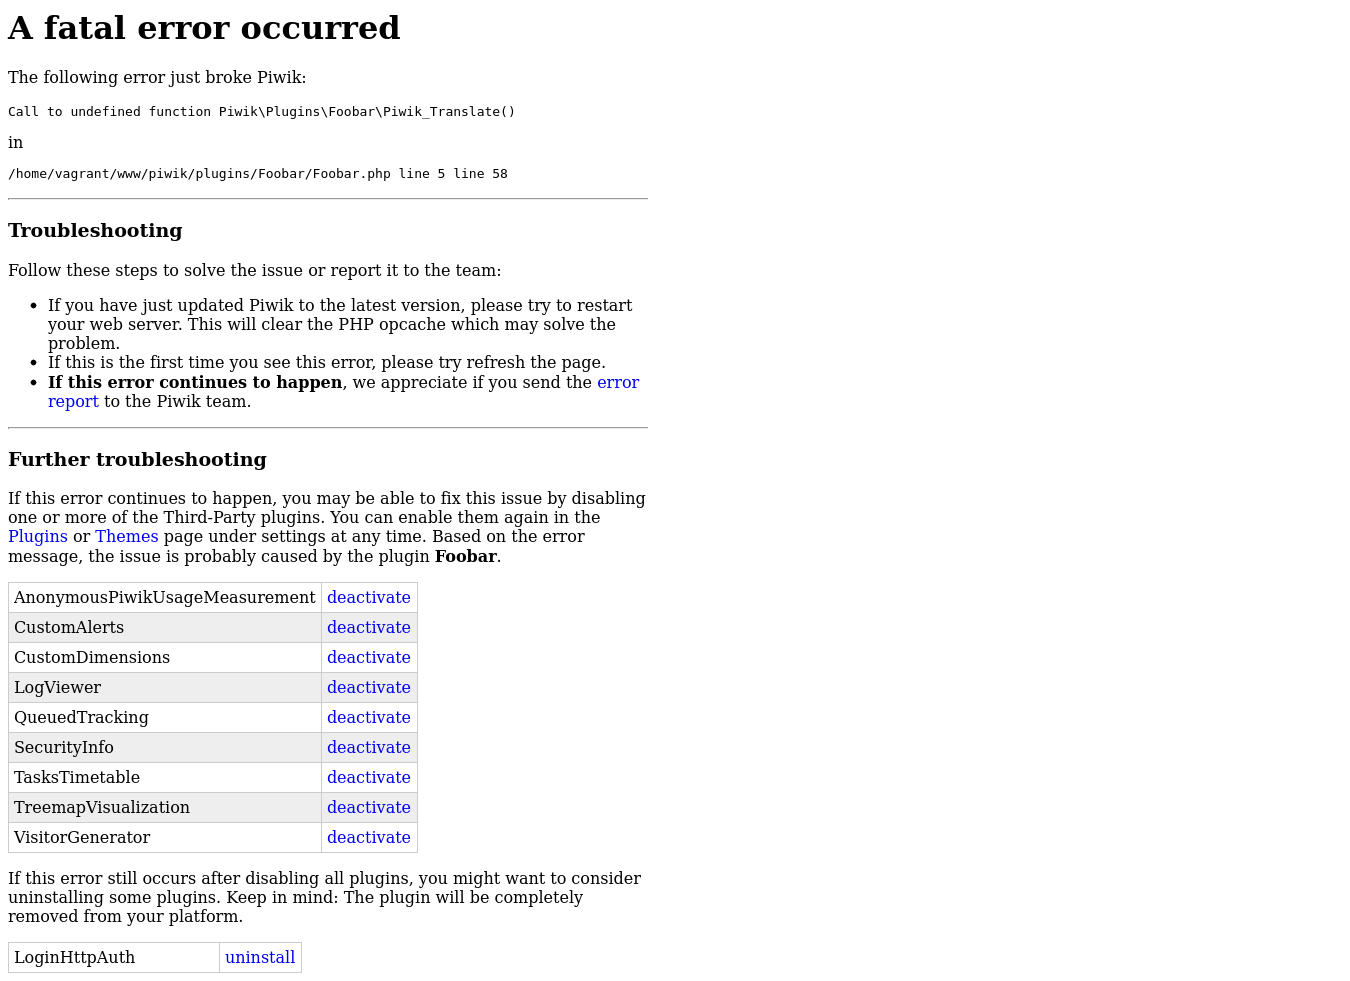 A fatal error occurred
The following error just broke Piwik:
Call to undefined function Piwik\Plugins\Foobar\Piwik_Translate()
in
/home/vagrant/www/piwik/plugins/Foobar/Foobar.php line 5 line 58
Troubleshooting
Follow these steps to solve the issue or report it to the team:
• If you have just updated Piwik to the latest version, please try to restart
your web server. This will clear the PHP opcache which may solve the
problem.
• If this is the first time you see this error, please try refresh the page.
• If this error continues to happen, we appreciate if you send the error
report to the Piwik team.
Further troubleshooting
If this error continues to happen, you may be able to fix this issue by disabling
one or more of the Third-Party plugins. You can enable them again in the
Plugins or Themes page under settings at any time. Based on the error
message, the issue is probably caused by the plugin Foobar.
AnonymousPiwikUsageMeasurement deactivate
CustomAlerts deactivate
CustomDimensions deactivate
LogViewer deactivate
QueuedTracking deactivate
SecurityInfo deactivate
TasksTimetable deactivate
TreemapVisualization deactivate
VisitorGenerator deactivate
If this error still occurs after disabling all plugins, you might want to consider
uninstalling some plugins. Keep in mind: The plugin will be completely
removed from your platform.
LoginHttpAuth uninstall